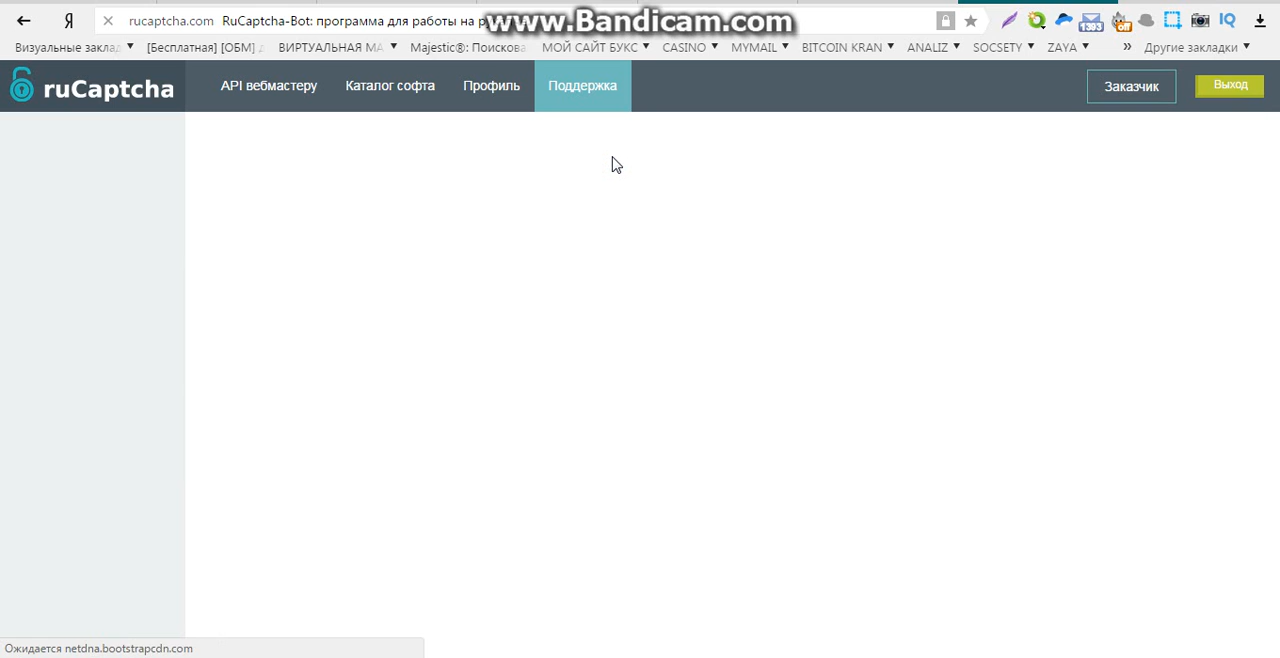 www.Bandicam.com
Я rucaptcha.com RuCaptcha-Bot: программа для работы на
1393 Off IQ
Визуальные заклад [Бесплатная] [ОБМ] ВИРТУАЛЬНАЯ МА Majestic®: Поискова МОЙ САЙТ БУКС CASINO MYMAIL BITCOIN KRAN ANALIZ SOCSETY ZAYA » Другие закладки
ruCaptcha API вебмастеру Каталог софта Профиль Поддержка Заказчик Выход
Ожидается netdna.bootstrapcdn.com